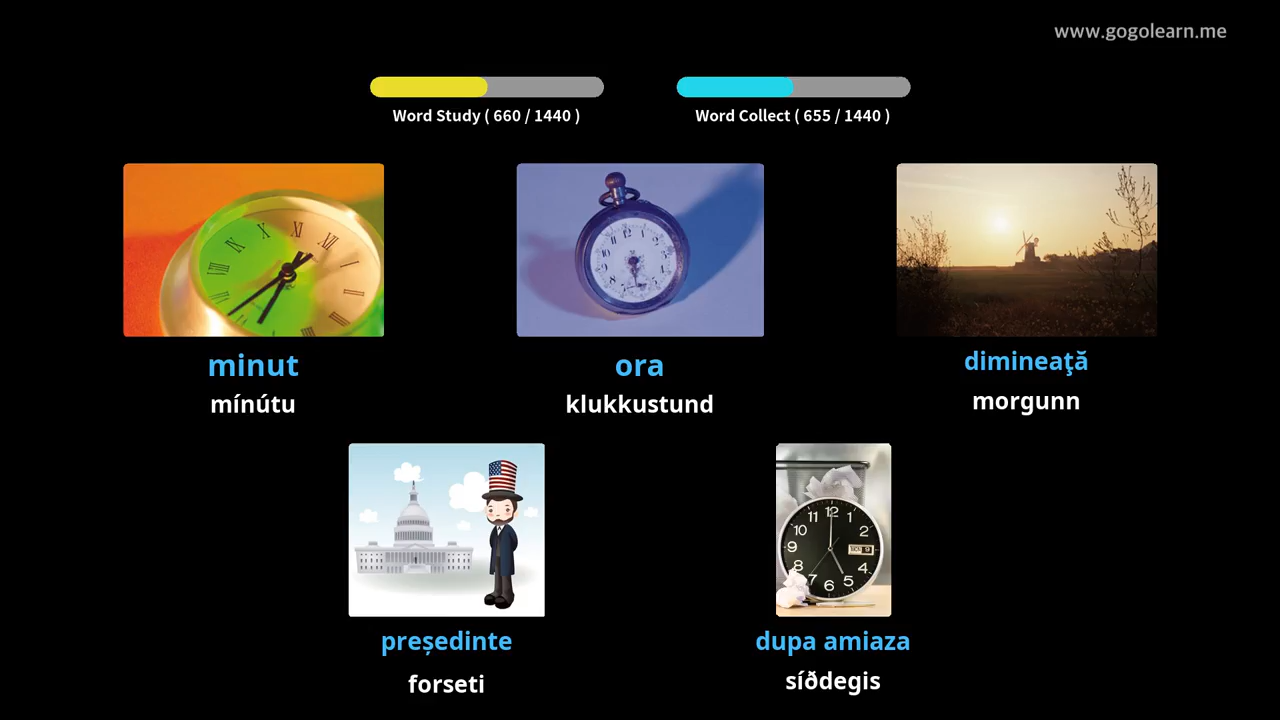 www.gogolearn.me
Word Study ( 660 / 1440 )
Word Collect ( 655 / 1440 )
minut
ora
dimineaţă
mínútu
klukkustund
morgunn
președinte
dupa amiaza
forseti
síðdegis